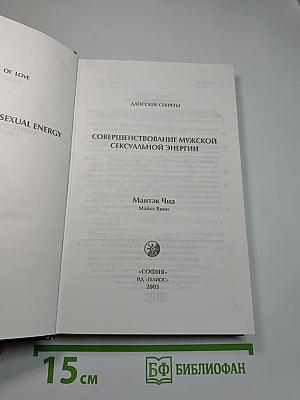 OF LOVE
SEXUAL ENERGY
ДАОССКИЕ СЕКРЕТЫ
СОВЕРШЕНСТВОВАНИЕ МУЖСКОЙ
СЕКСУАЛЬНОЙ ЭНЕРГИИ
Мантэк Чиа
Майкл Винн
«СОФИЯ»
ИД «ГЕЛИОС»
2003
15 см
БФ БИБЛИОФАН